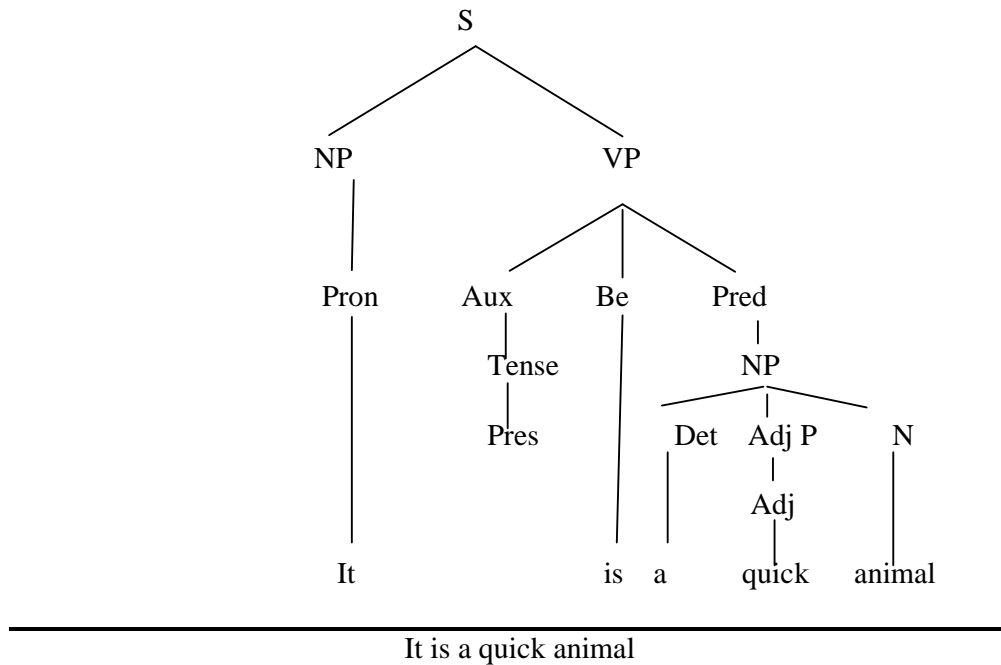 S
NP VP
Pron Aux Be Pred
Tense NP
Pres Det Adj P N
Adj
It is a quick animal
It is a quick animal